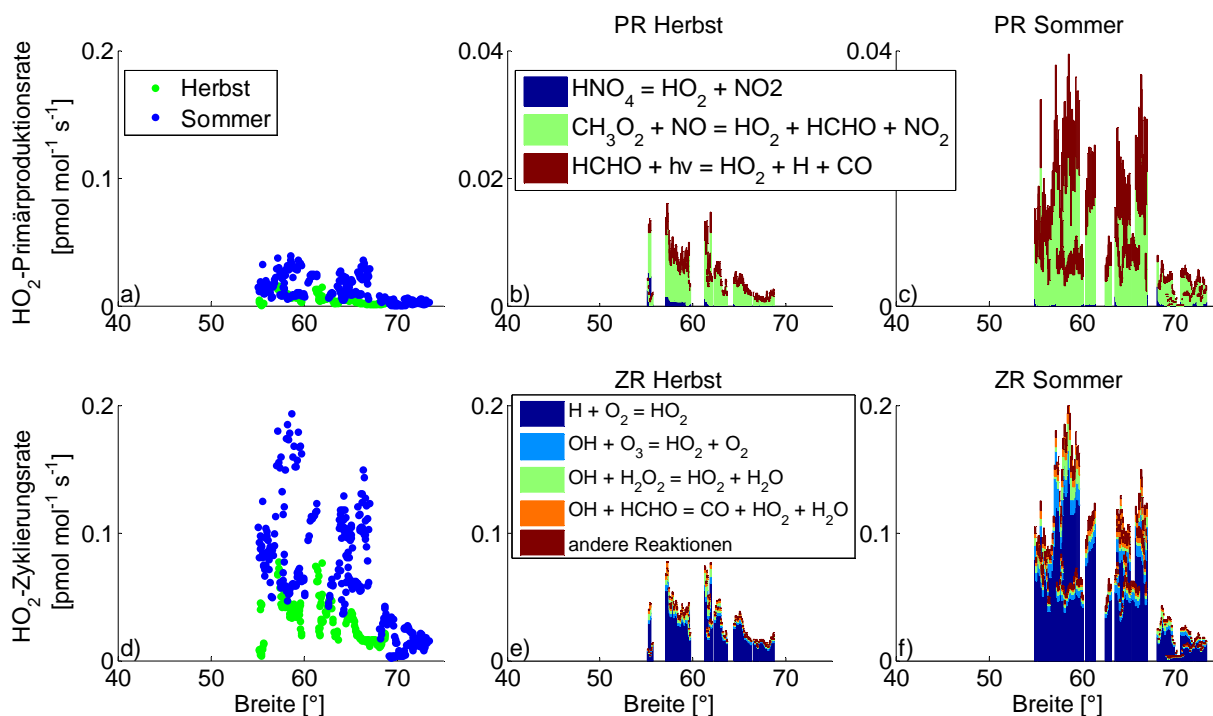 PR Herbst
PR Sommer
HO2-Primärproduktionsrate
[pmol mol-1 s-1]
0.2
0.1
0
Herbst
Sommer
a)
40 50 60 70
0.04
0.02
0
HNO4 = HO2 + NO2
CH3O2 + NO = HO2 + HCHO + NO2
HCHO + hv = HO2 + H + CO
b)
40 50 60 70
0.04
0
c)
50 60 70
ZR Herbst
ZR Sommer
HO2-Zyklierungsrate
[pmol mol-1 s-1]
0.2
0.1
0
d)
40 50 60 70
Breite [°]
0.2
0.1
0
H + O2 = HO2
OH + O3 = HO2 + O2
OH + H2O2 = HO2 + H2O
OH + HCHO = CO + HO2 + H2O
andere Reaktionen
e)
40 50 60 70
Breite [°]
0.2
0.1
0
f)
50 60 70
Breite [°]